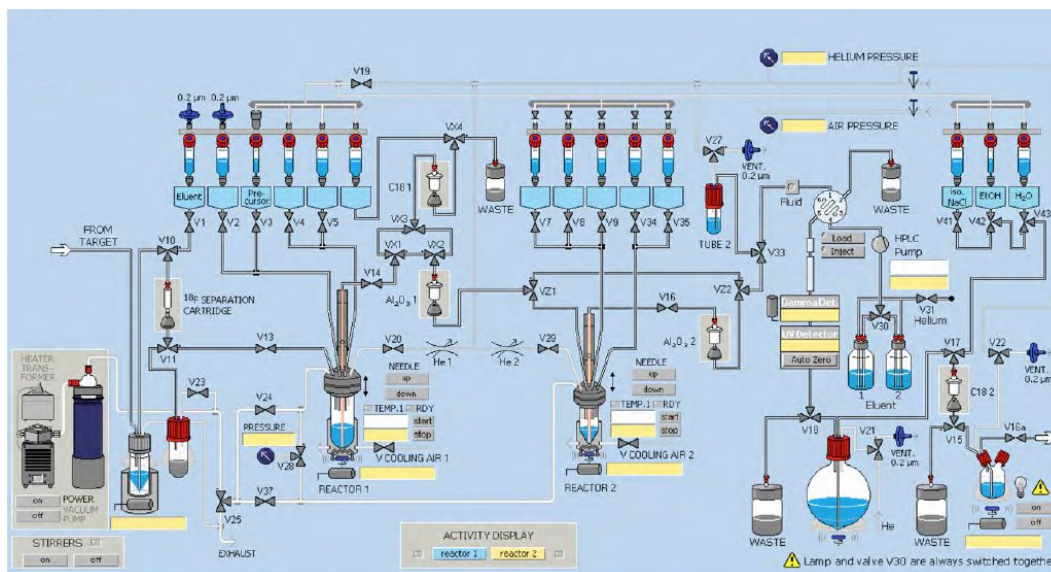 HELIUM PRESSURE
V19
0.2 µm
0.2 µm
AIR PRESSURE
VX4
V27
VENT.
0.2 µm
C18 1
WASTE
WASTE
Eluent
Pre-
cursor
Iso.
NaCl
EtOH
H₂O
V1
V2
V3
V4
V5
V7
V8
V9
V34
V35
V41
V42
V43
Fluid
TUBE 2
FROM
TARGET
V10
VX3
VX1
VX2
V33
Load
Inject
HPLC
Pump
V14
Al₂O₃ 1
VZ1
VZ2
V16
¹⁸F SEPARATION
CARTRIDGE
GammaDet.
V31
Helium
V30
UV Detector
Al₂O₃ 2
Auto Zero
V11
V13
V20
He 1
He 2
V29
V17
V22
VENT.
0.2 µm
1
2
Eluent
HEATER
TRANS-
FORMER
V23
V24
NEEDLE
up
down
NEEDLE
up
down
C18 2
PRESSURE
TEMP.1
RDY
start
stop
TEMP.1
RDY
start
stop
V18
V21
VENT.
0.2 µm
V15
V16a
V28
V COOLING AIR 1
V COOLING AIR 2
V37
REACTOR 1
REACTOR 2
on
off
POWER
VACUUM
PUMP
V25
EXHAUST
He
WASTE
WASTE
on
off
STIRRERS
on
off
ACTIVITY DISPLAY
reactor 1
reactor 2
Lamp and valve V30 are always switched togethe